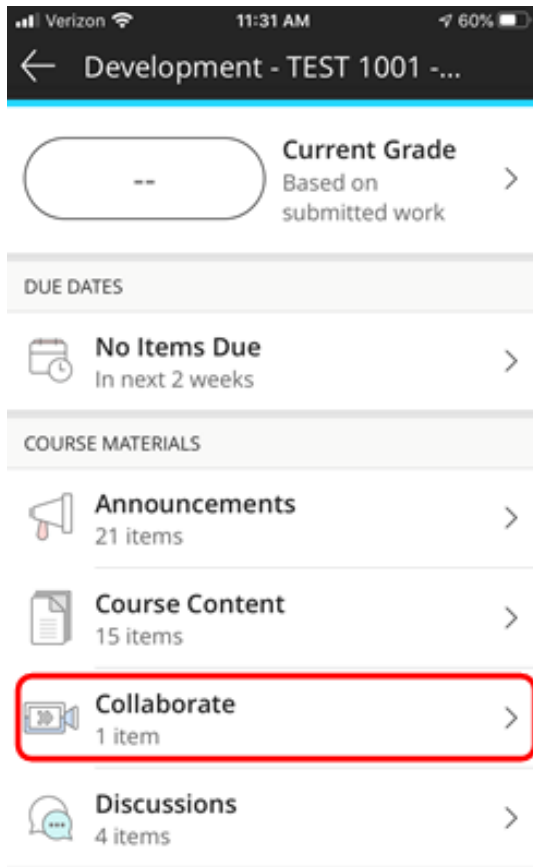 Verizon 11:31 AM 60%
Development - TEST 1001 -...
--
Current Grade
Based on
submitted work
DUE DATES
No Items Due
In next 2 weeks
COURSE MATERIALS
Announcements
21 items
Course Content
15 items
Collaborate
1 item
Discussions
4 items